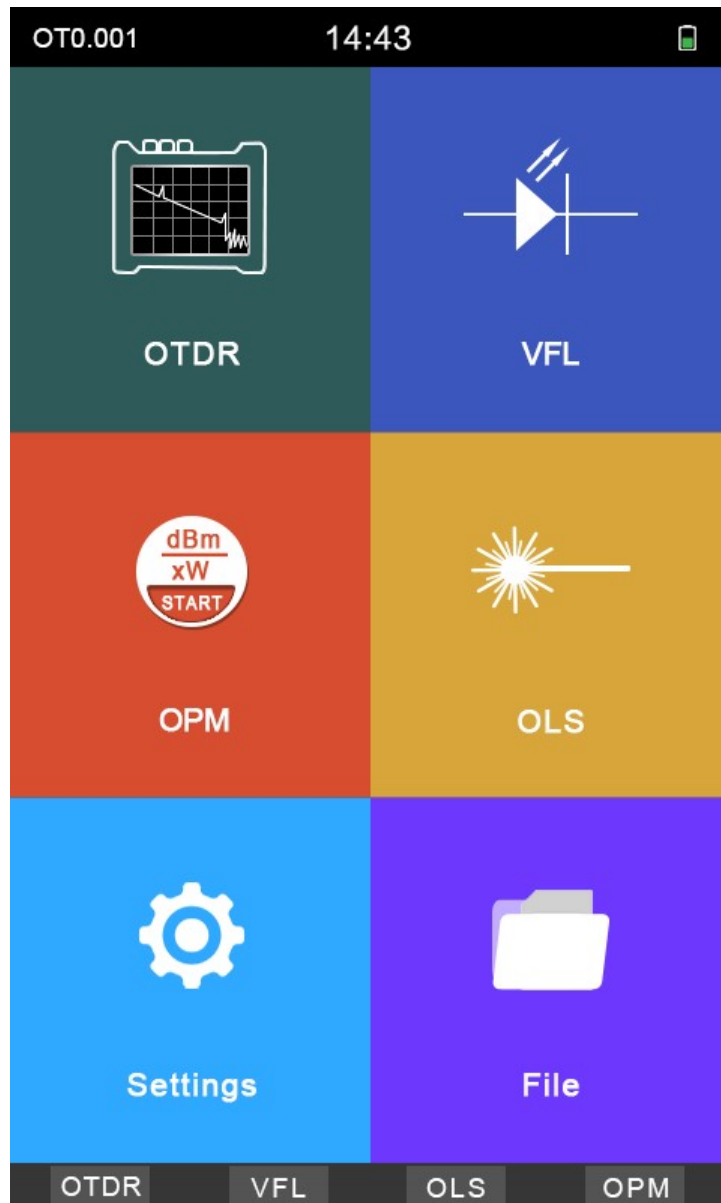 OT0.001 14:43
OTDR VFL
dBm
xW
START
OPM OLS
Settings File
OTDR VFL OLS OPM